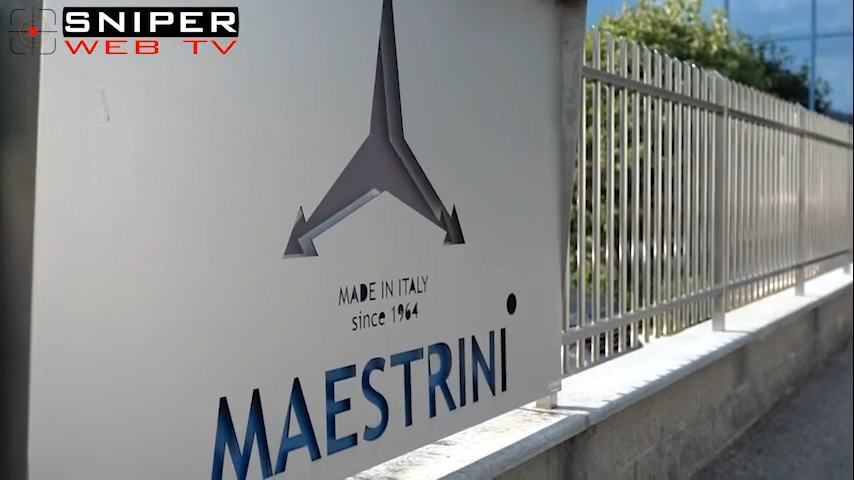 SNIPER
WEB TV
MADE IN ITALY
since 1964
MAESTRINi